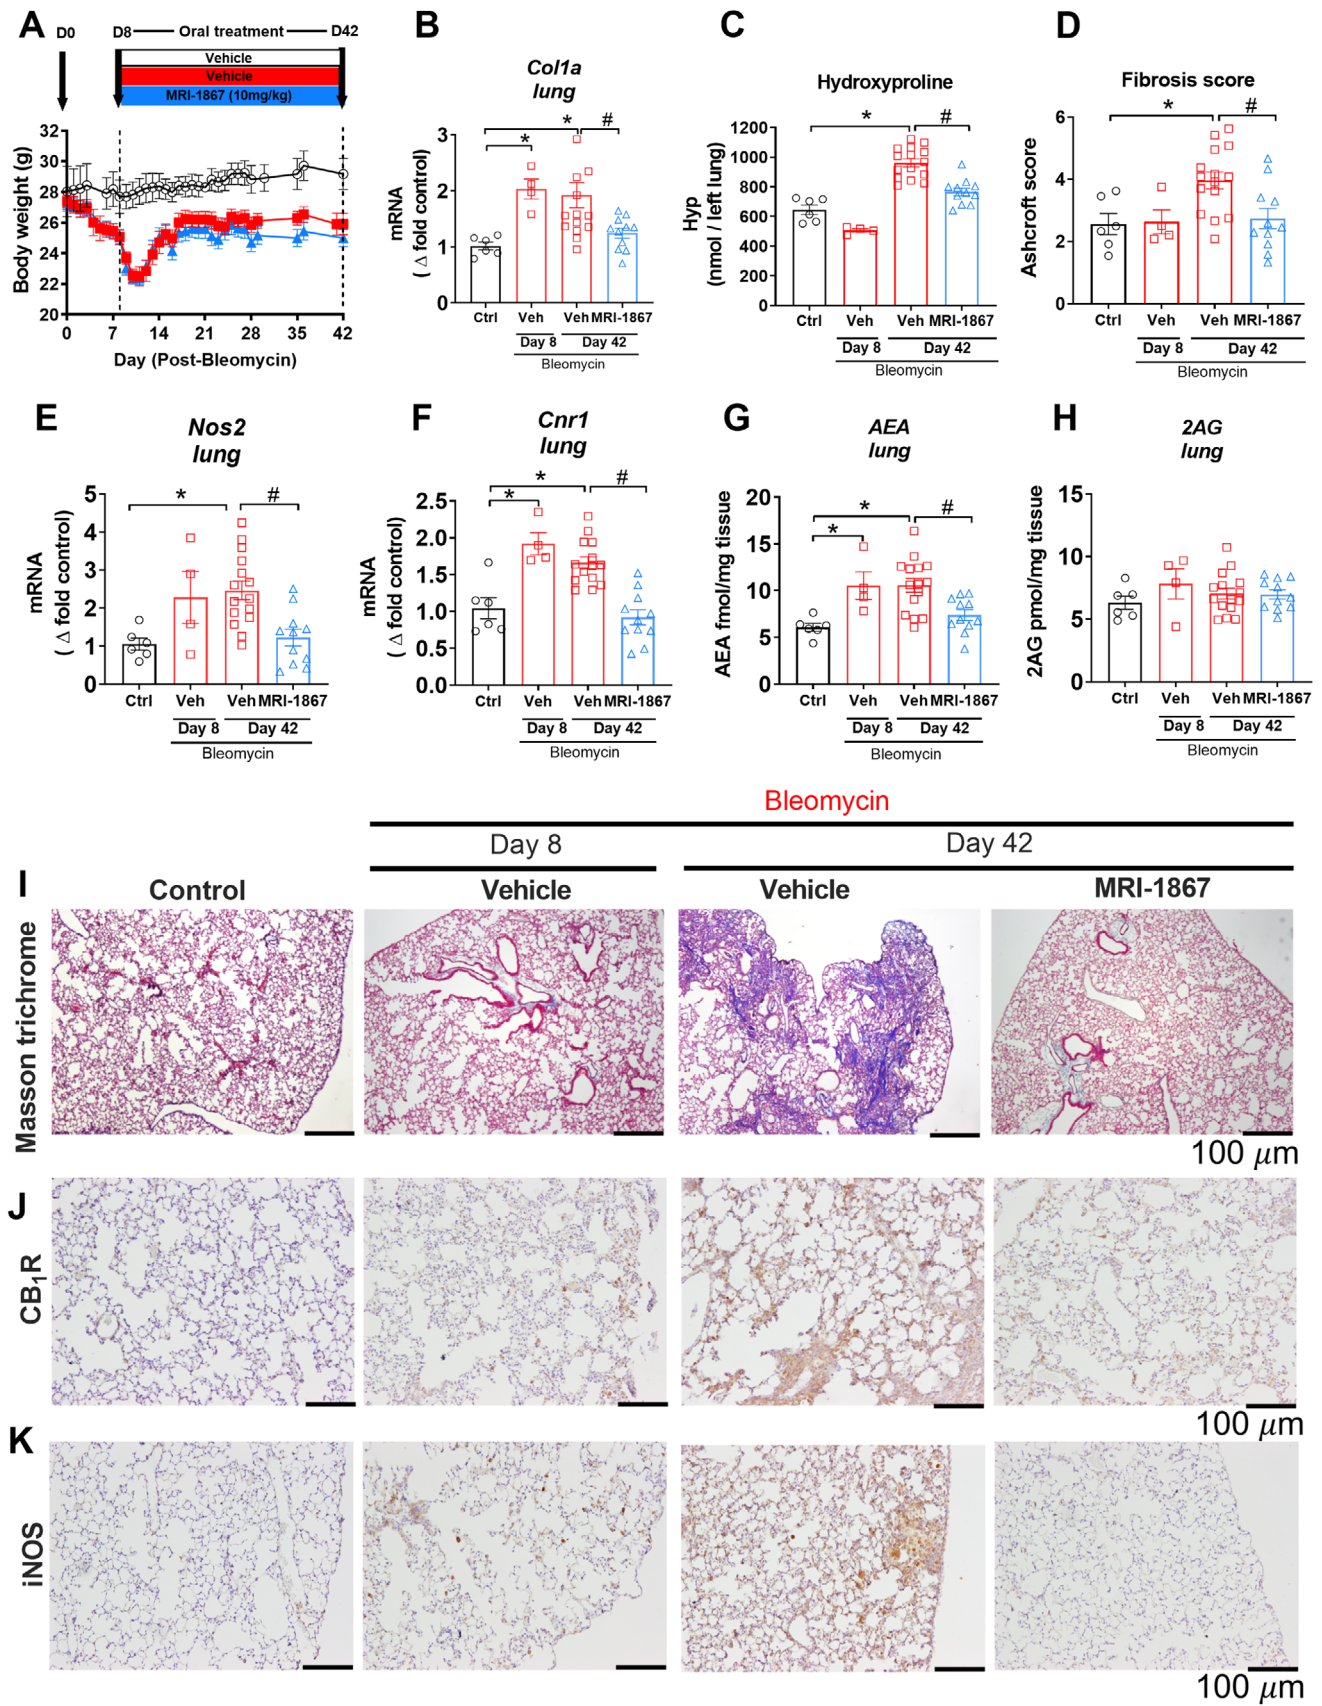 A
D0
D8
Oral treatment
D42
Vehicle
Vehicle
MRI-1867 (10mg/kg)
Body weight (g)
32
30
28
26
24
22
20
0 7 14 21 28 35 42
Day (Post-Bleomycin)
B
Col1a
lung
mRNA
( Δ fold control)
3
2
1
0
* * #
Ctrl Veh Veh MRI-1867
Day 8 Day 42
Bleomycin
C
Hydroxyproline
Hyp
(nmol / left lung)
1200
1000
800
600
400
200
0
* #
Ctrl Veh Veh MRI-1867
Day 8 Day 42
Bleomycin
D
Fibrosis score
Ashcroft score
6
4
2
0
* #
Ctrl Veh Veh MRI-1867
Day 8 Day 42
Bleomycin
E
Nos2
lung
mRNA
( Δ fold control)
5
4
3
2
1
0
* #
Ctrl Veh Veh MRI-1867
Day 8 Day 42
Bleomycin
F
Cnr1
lung
mRNA
( Δ fold control)
2.5
2.0
1.5
1.0
0.5
0.0
* * #
Ctrl Veh Veh MRI-1867
Day 8 Day 42
Bleomycin
G
AEA
lung
AEA fmol/mg tissue
20
15
10
5
0
* * #
Ctrl Veh Veh MRI-1867
Day 8 Day 42
Bleomycin
H
2AG
lung
2AG pmol/mg tissue
15
10
5
0
Ctrl Veh Veh MRI-1867
Day 8 Day 42
Bleomycin
Bleomycin
Day 8 Day 42
I
Control Vehicle Vehicle MRI-1867
Masson trichrome
100 μm
J
CB1R
100 μm
K
iNOS
100 μm